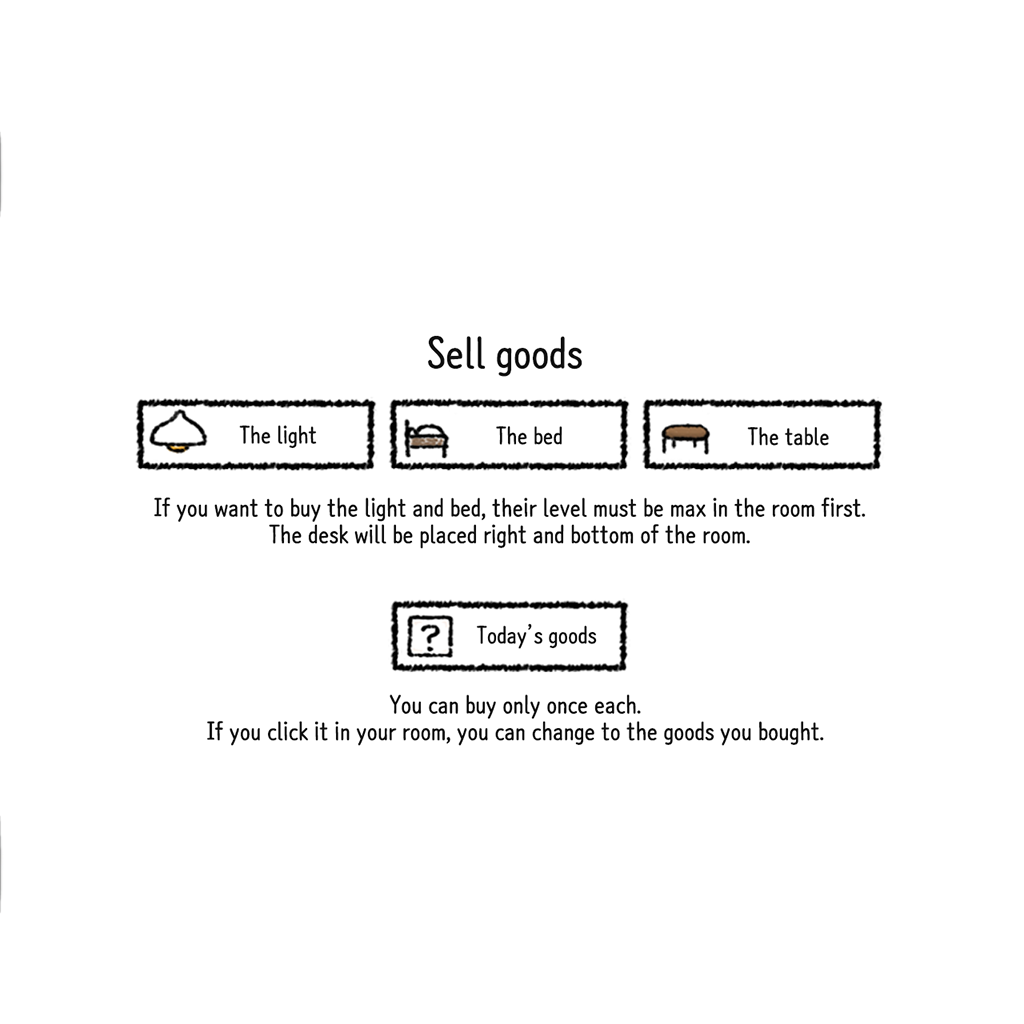 Sell goods
The light
The bed
The table
If you want to buy the light and bed, their level must be max in the room first.
The desk will be placed right and bottom of the room.
?
Today's goods
You can buy only once each.
If you click it in your room, you can change to the goods you bought.